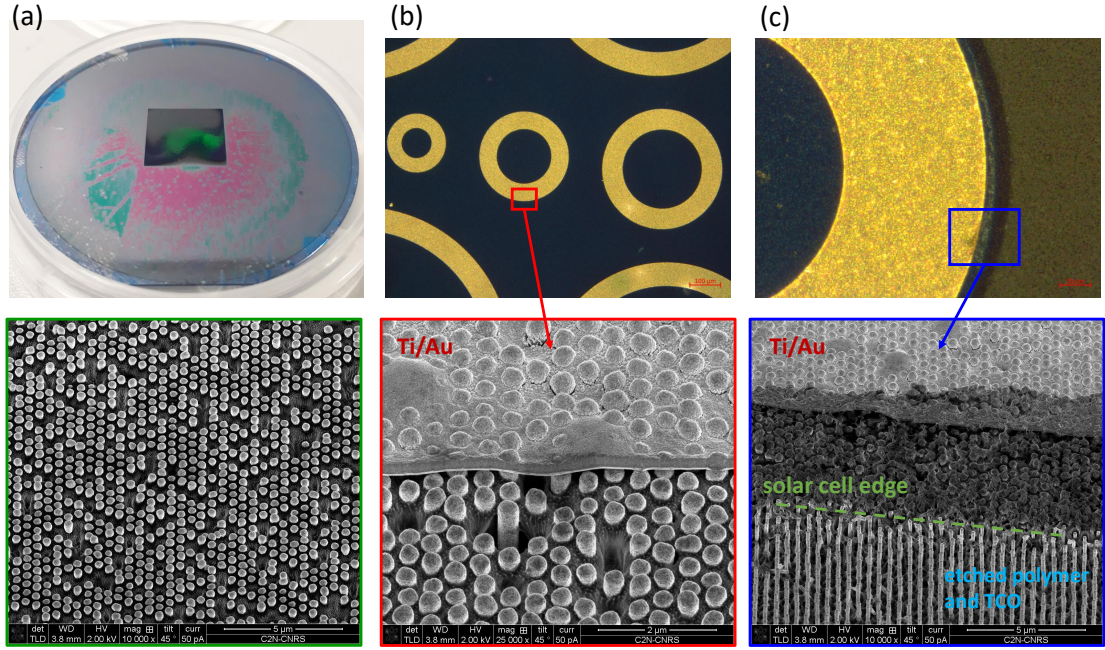 (a)
(b)
(c)
100 µm
Ti/Au
Ti/Au
solar cell edge
etched polymer
and TCO
det WD HV mag ⊞ tilt curr 5 µm
TLD 3.8 mm 2.00 kV 10 000 x 45 ° 50 pA C2N-CNRS
det WD HV mag ⊞ tilt curr 2 µm
TLD 3.8 mm 2.00 kV 25 000 x 45 ° 50 pA C2N-CNRS
det WD HV mag ⊞ tilt curr 5 µm
TLD 3.8 mm 2.00 kV 10 000 x 45 ° 50 pA C2N-CNRS